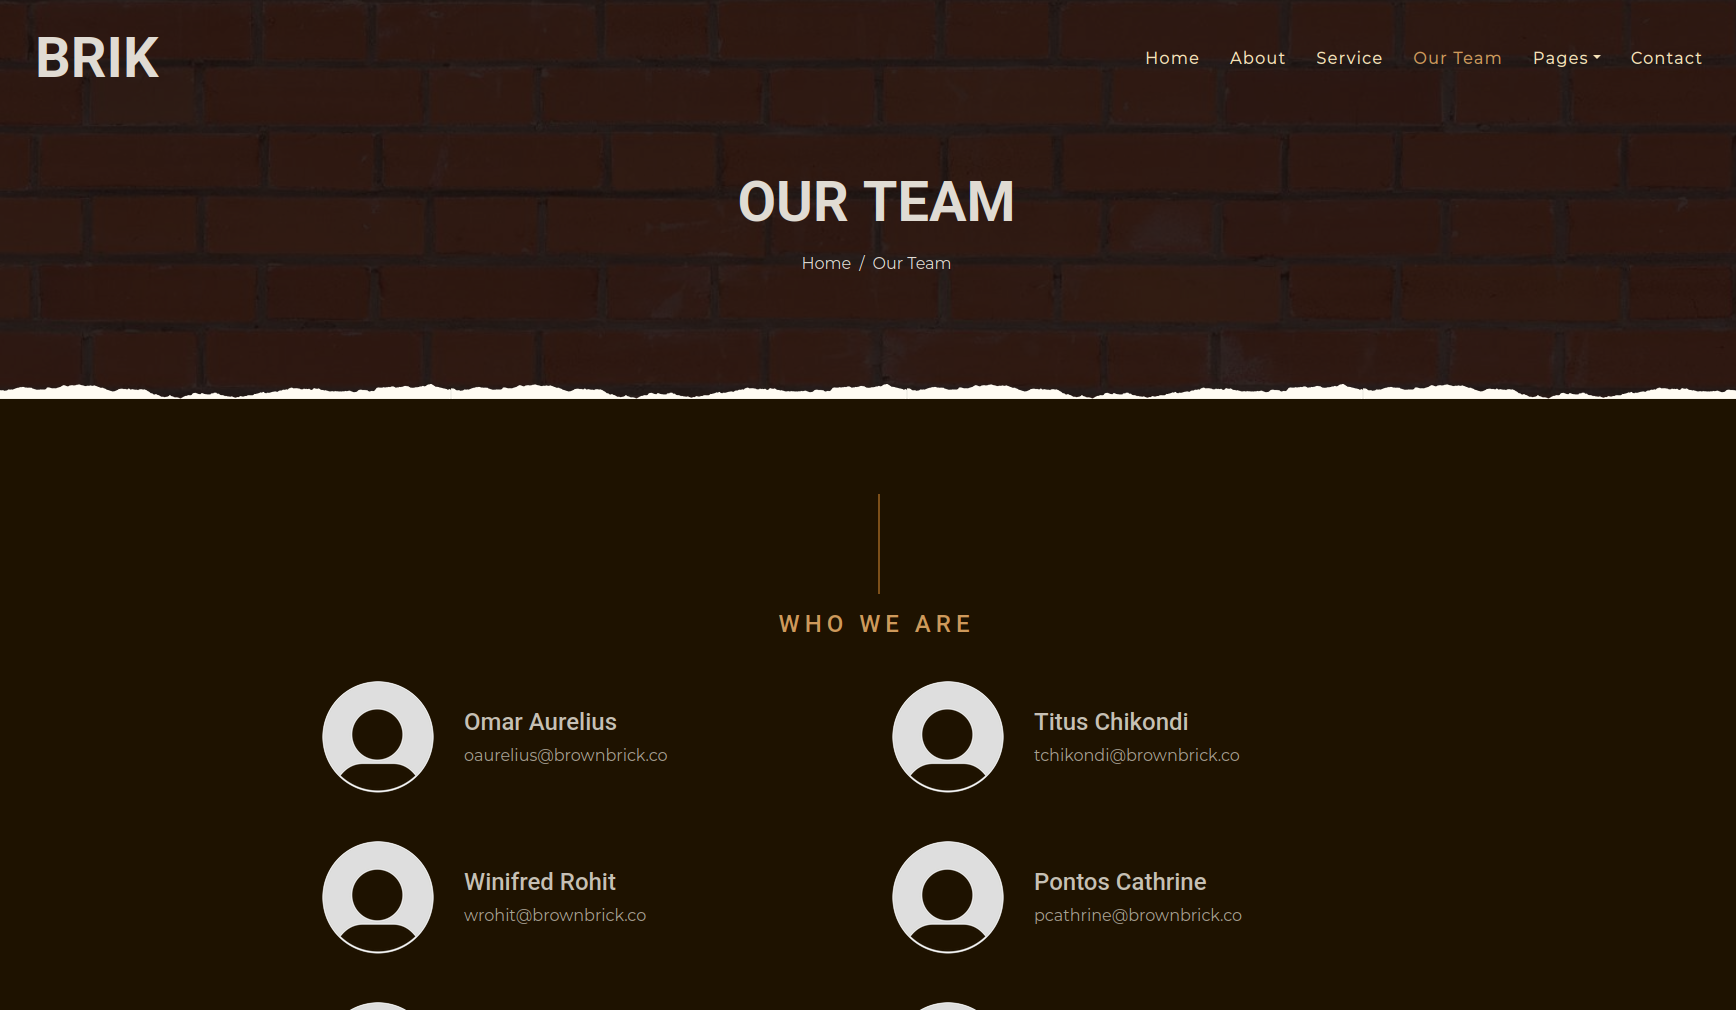 BRIK
Home About Service Our Team Pages Contact
OUR TEAM
Home / Our Team
WHO WE ARE
Omar Aurelius
oaurelius@brownbrick.co
Titus Chikondi
tchikondi@brownbrick.co
Winifred Rohit
wrohit@brownbrick.co
Pontos Cathrine
pcathrine@brownbrick.co